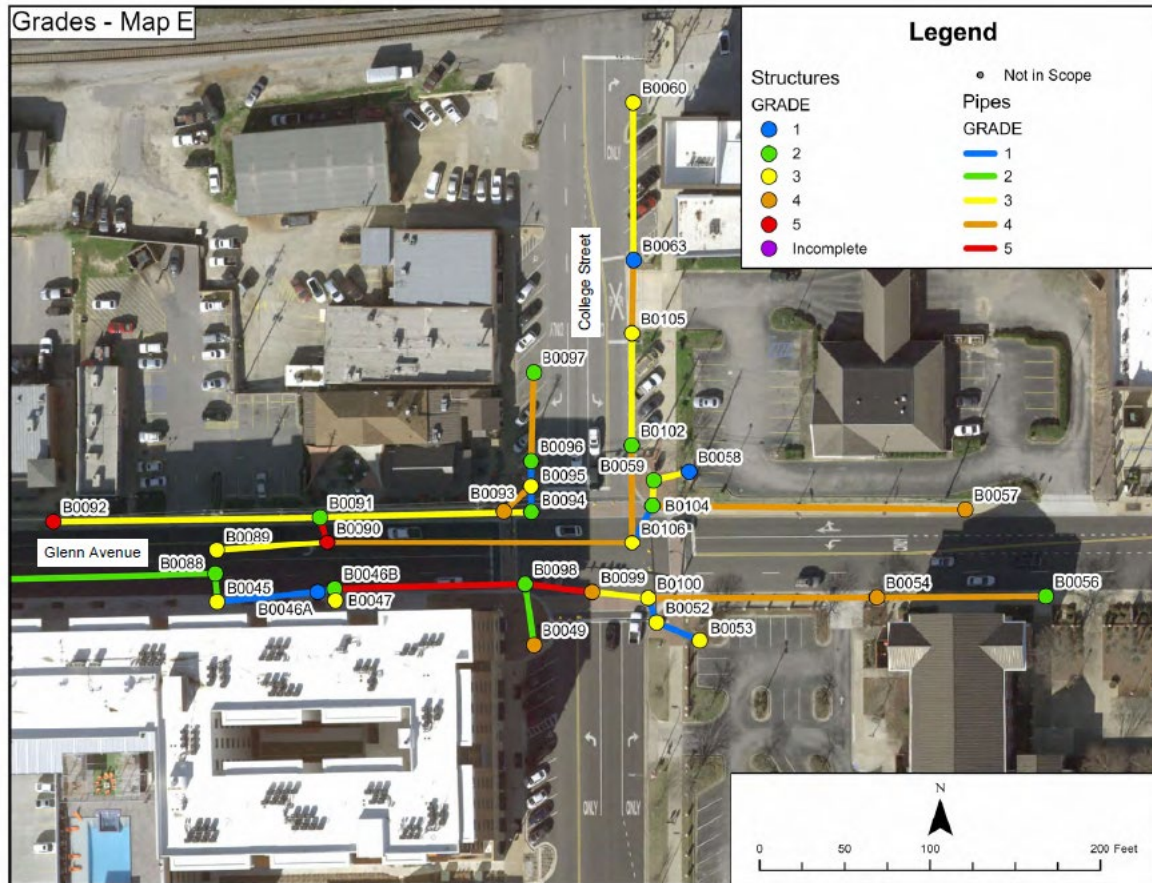 Grades - Map E
Legend
Structures
GRADE
1
2
3
4
5
Incomplete
Not in Scope
Pipes
GRADE
1
2
3
4
5
B0060
B0063
College Street
B0105
B0097
B0102
B0096
B0059
B0058
B0095
B0092
B0091
B0093
B0094
B0104
B0057
B0090
B0106
Glenn Avenue
B0089
B0088
B0045
B0046B
B0098
B0099
B0100
B0054
B0056
B0046A
B0047
B0052
B0049
B0053
ONLY
ONLY
ONLY
ONLY
ONLY
N
0 50 100 200 Feet